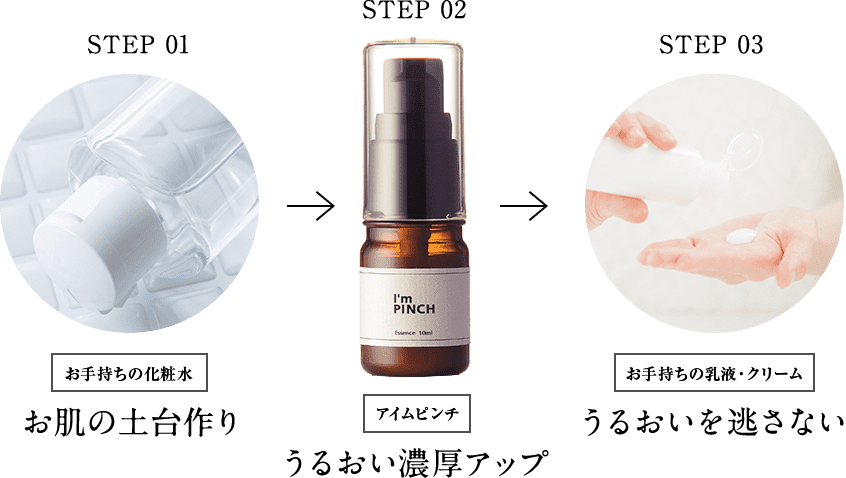 STEP 01
お手持ちの化粧水
お肌の土台作り
STEP 02
I'm
PINCH
Essence 10ml
アイムピンチ
うるおい濃厚アップ
STEP 03
お手持ちの乳液・クリーム
うるおいを逃さない